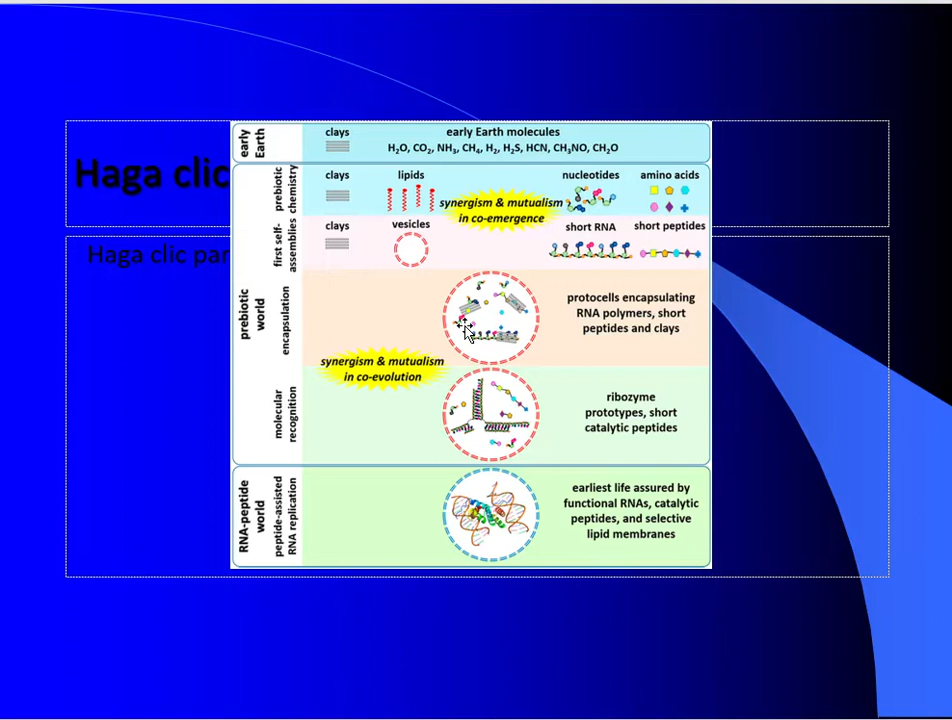 Haga clic
Haga clic par
early
Earth
clays
early Earth molecules
H₂O, CO₂, NH₃, CH₄, H₂, H₂S, HCN, CH₃NO, CH₂O
prebiotic
world
prebiotic
chemistry
clays
lipids
nucleotides
amino acids
synergism & mutualism
in co-emergence
first self-
assemblies
clays
vesicles
short RNA
short peptides
encapsulation
protocells encapsulating
RNA polymers, short
peptides and clays
synergism & mutualism
in co-evolution
molecular
recognition
ribozyme
prototypes, short
catalytic peptides
RNA-peptide
world
peptide-assisted
RNA replication
earliest life assured by
functional RNAs, catalytic
peptides, and selective
lipid membranes